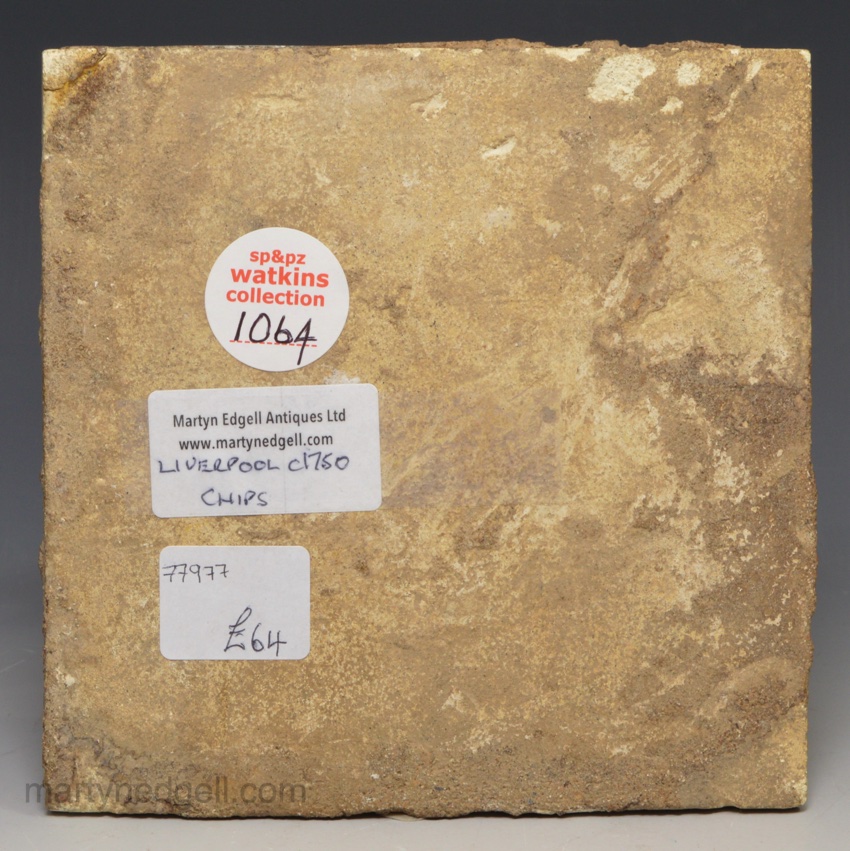 sp&pz
watkins
collection
1064
Martyn Edgell Antiques Ltd
www.martynedgell.com
LIVERPOOL C1750
CHIPS
77977
£64
martynedgell.com